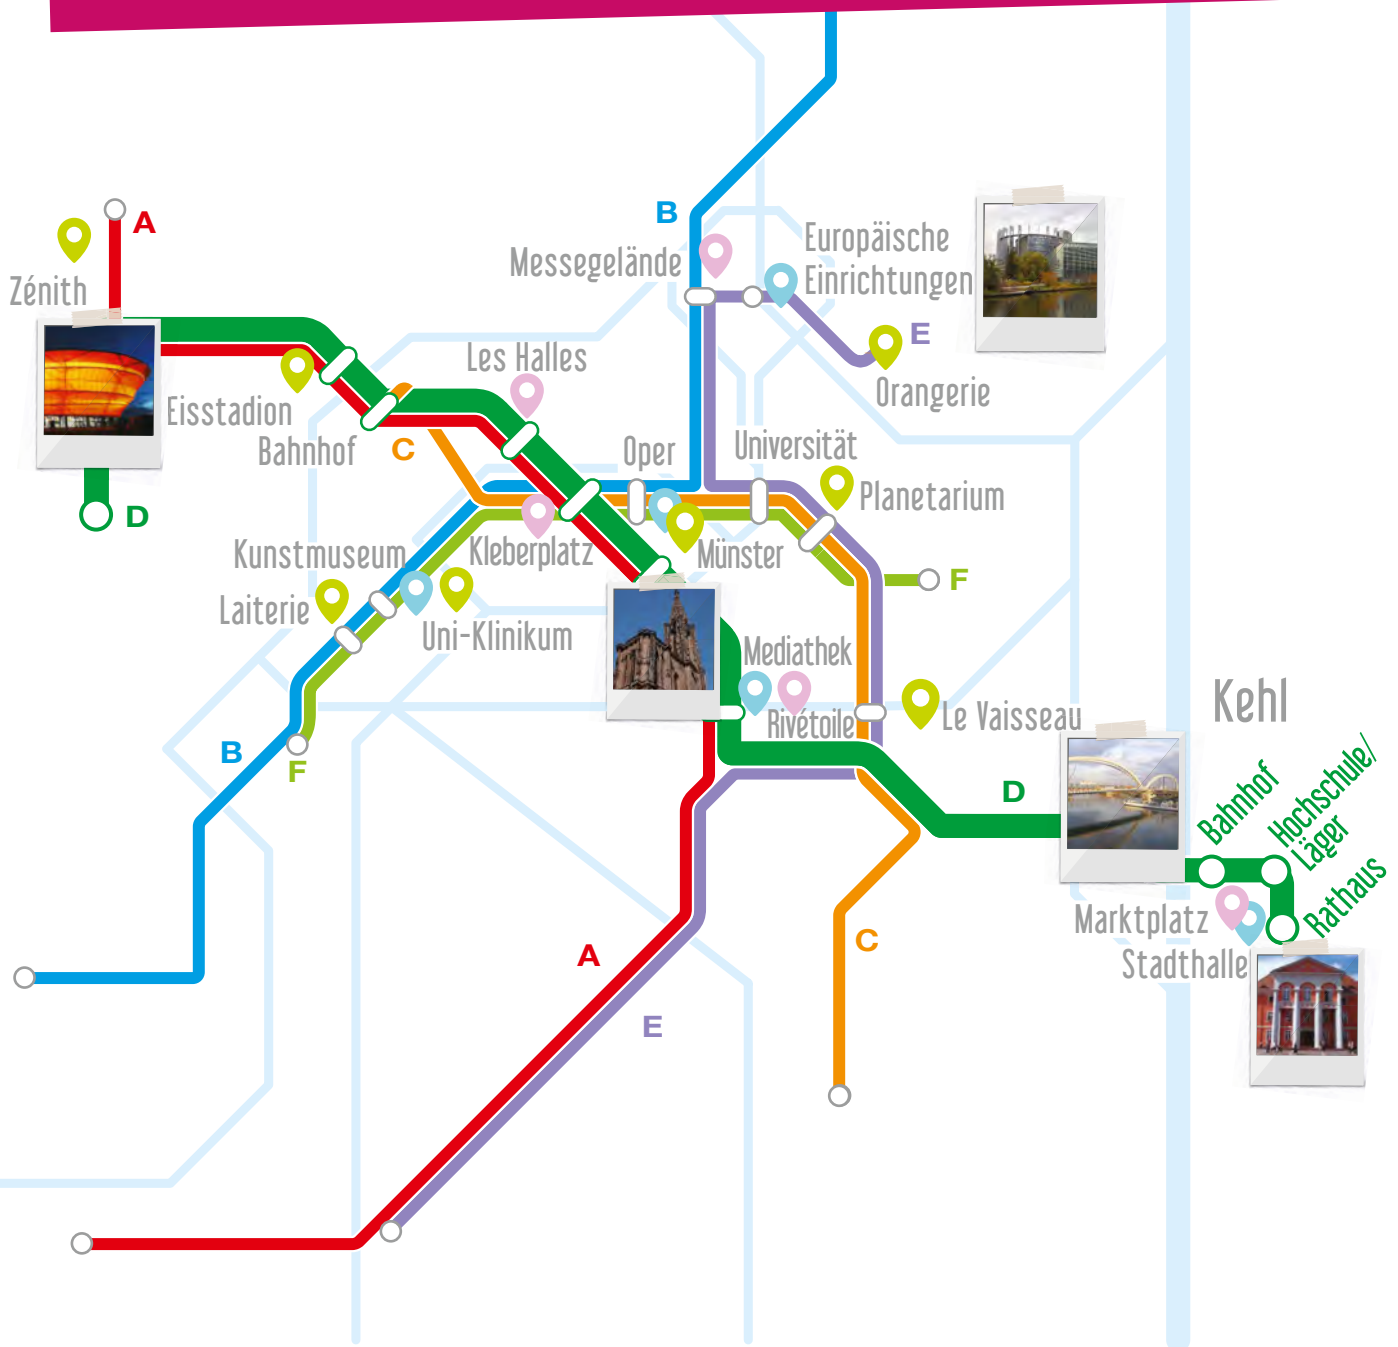 B
A
Europäische
Einrichtungen
Messegelände
Zénith
E
Les Halles
Orangerie
Eisstadion
Bahnhof
C
Oper
Universität
Planetarium
D
Kunstmuseum
Kleberplatz
Münster
F
Laiterie
Uni-Klinikum
Mediathek
Rivétoile
Le Vaisseau
Kehl
B
F
D
Bahnhof
Hochschule/
Läger
Rathaus
Marktplatz
Stadthalle
A
C
E